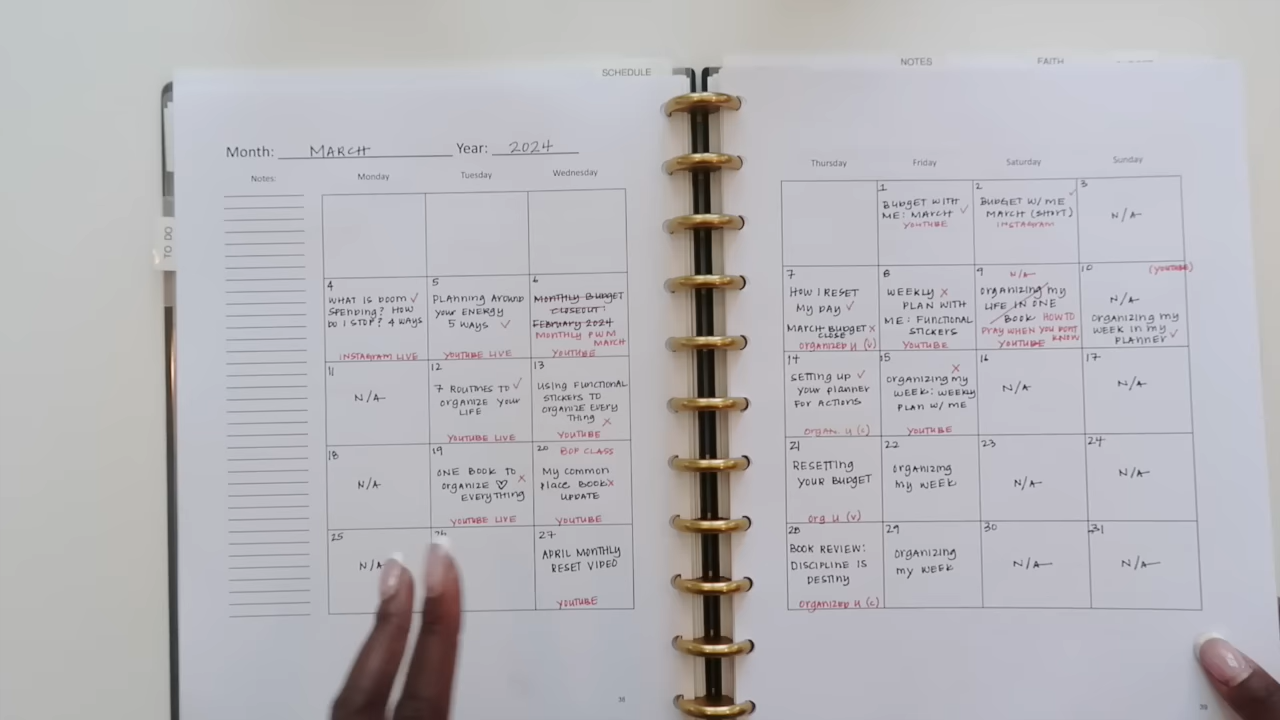 SCHEDULE
NOTES
FAITH
TO DO
Month: MARCH Year: 2024
Notes:
Monday
Tuesday
Wednesday
Thursday
Friday
Saturday
Sunday
1
BUDGET WITH
ME: MARCH ✓
YOUTUBE
2
BUDGET W/ ME ✓
MARCH (SHORT)
INSTAGRAM
3
N/A
4
WHAT IS DOOM ✓
SPENDING? HOW
DO I STOP? 4 WAYS
INSTAGRAM LIVE
5
PLANNING AROUND
YOUR ENERGY
5 WAYS ✓
YOUTUBE LIVE
6
MONTHLY BUDGET
CLOSEOUT:
FEBRUARY 2024
MONTHLY PWM
MARCH
YOUTUBE
7
HOW I RESET
MY DAY ✓
MARCH BUDGET X
CLOSE
organized u (v)
8
WEEKLY X
PLAN WITH
ME: FUNCTIONAL
STICKERS
YOUTUBE
9
N/A
ORGANIZING MY
LIFE IN ONE
BOOK HOW TO
PRAY WHEN YOU DONT
YOUTUBE KNOW
10
(YOUTUBE)
N/A
ORGANIZING MY
WEEK IN MY
PLANNER ✓
11
N/A
12
7 ROUTINES TO ✓
ORGANIZE YOUR
LIFE
YOUTUBE LIVE
13
USING FUNCTIONAL
STICKERS TO
ORGANIZE EVERY
THING X
YOUTUBE
14
SETTING UP ✓
YOUR PLANNER
FOR ACTIONS
ORGAN. U (C)
15
X
ORGANIZING MY
WEEK: WEEKLY
PLAN W/ ME
YOUTUBE
16
N/A
17
N/A
18
N/A
19
ONE BOOK TO
ORGANIZE ♡ X
EVERYTHING
YOUTUBE LIVE
20
BOP CLASS
MY COMMON
PLACE BOOK X
UPDATE
YOUTUBE
21
RESETTING
YOUR BUDGET
ORG U (V)
22
ORGANIZING
MY WEEK
23
N/A
24
N/A
25
N/A
26
27
APRIL MONTHLY
RESET VIDEO
YOUTUBE
28
BOOK REVIEW:
DISCIPLINE IS
DESTINY
ORGANIZED U (C)
29
ORGANIZING
MY WEEK
30
N/A
31
N/A